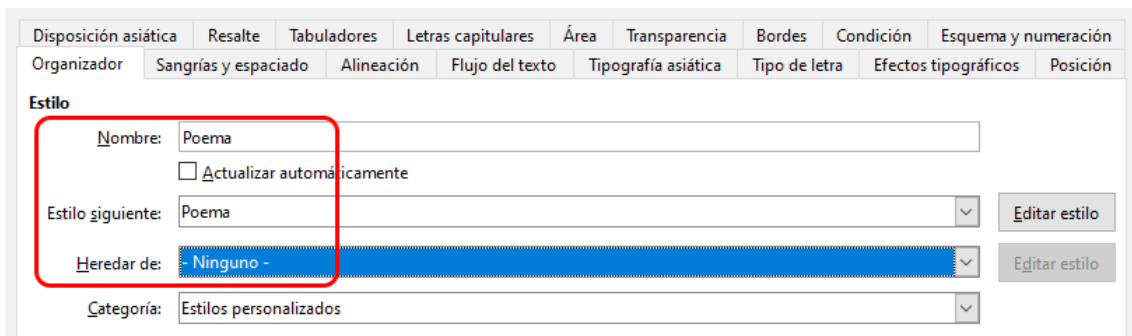 Disposición asiática Resalte Tabuladores Letras capitulares Área Transparencia Bordes Condición Esquema y numeración
Organizador Sangrías y espaciado Alineación Flujo del texto Tipografía asiática Tipo de letra Efectos tipográficos Posición
Estilo
Nombre: Poema
Actualizar automáticamente
Estilo siguiente: Poema Editar estilo
Heredar de: - Ninguno - Editar estilo
Categoría: Estilos personalizados